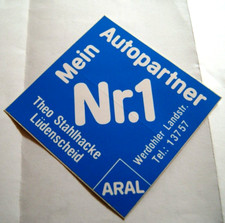 Mein
Autopartner
Nr.1
Theo Stahlhacke
Lüdenscheid
Werdohler Landstr.
Tel.: 13757
ARAL